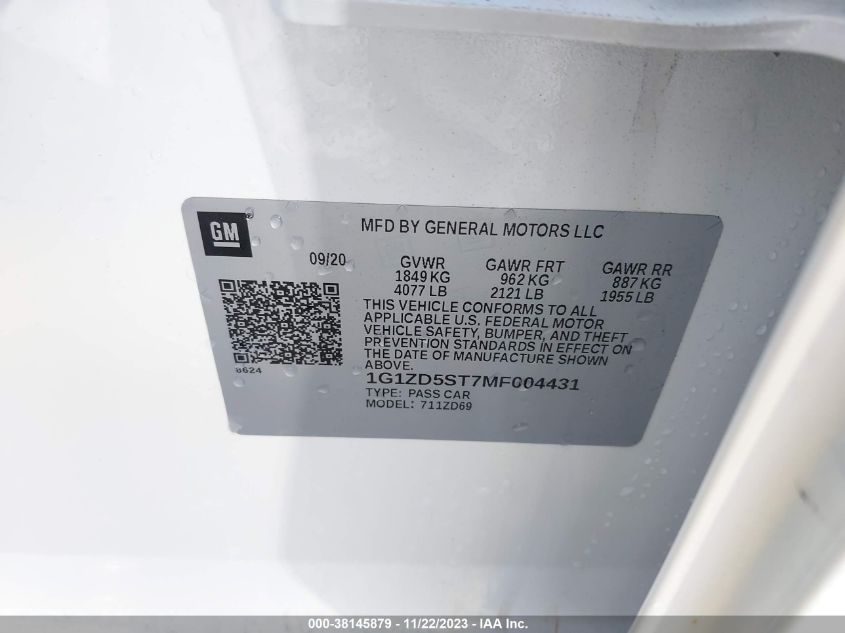 GM
MFD BY GENERAL MOTORS LLC
09/20 GVWR GAWR FRT GAWR RR
1849 KG 962 KG 887 KG
4077 LB 2121 LB 1955 LB
THIS VEHICLE CONFORMS TO ALL
APPLICABLE U.S. FEDERAL MOTOR
VEHICLE SAFETY, BUMPER, AND THEFT
PREVENTION STANDARDS IN EFFECT ON
THE DATE OF MANUFACTURE SHOWN
ABOVE.
B624
1G1ZD5ST7MF004431
TYPE: PASS CAR
MODEL: 711ZD69
000-38145879 - 11/22/2023 - IAAI.com